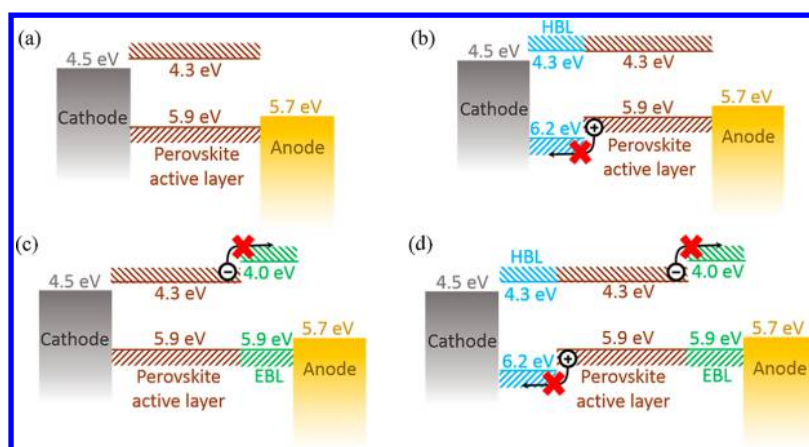 (a)
4.5 eV
4.3 eV
5.9 eV
5.7 eV
Cathode
Perovskite
active layer
Anode
(b)
HBL
4.5 eV
4.3 eV
4.3 eV
5.9 eV
5.7 eV
6.2 eV
+
Cathode
Perovskite
active layer
Anode
(c)
−
4.0 eV
4.5 eV
4.3 eV
5.9 eV
5.9 eV
5.7 eV
Cathode
Perovskite
active layer
EBL
Anode
(d)
HBL
−
4.0 eV
4.5 eV
4.3 eV
4.3 eV
5.9 eV
5.9 eV
5.7 eV
6.2 eV
+
Cathode
Perovskite
active layer
EBL
Anode